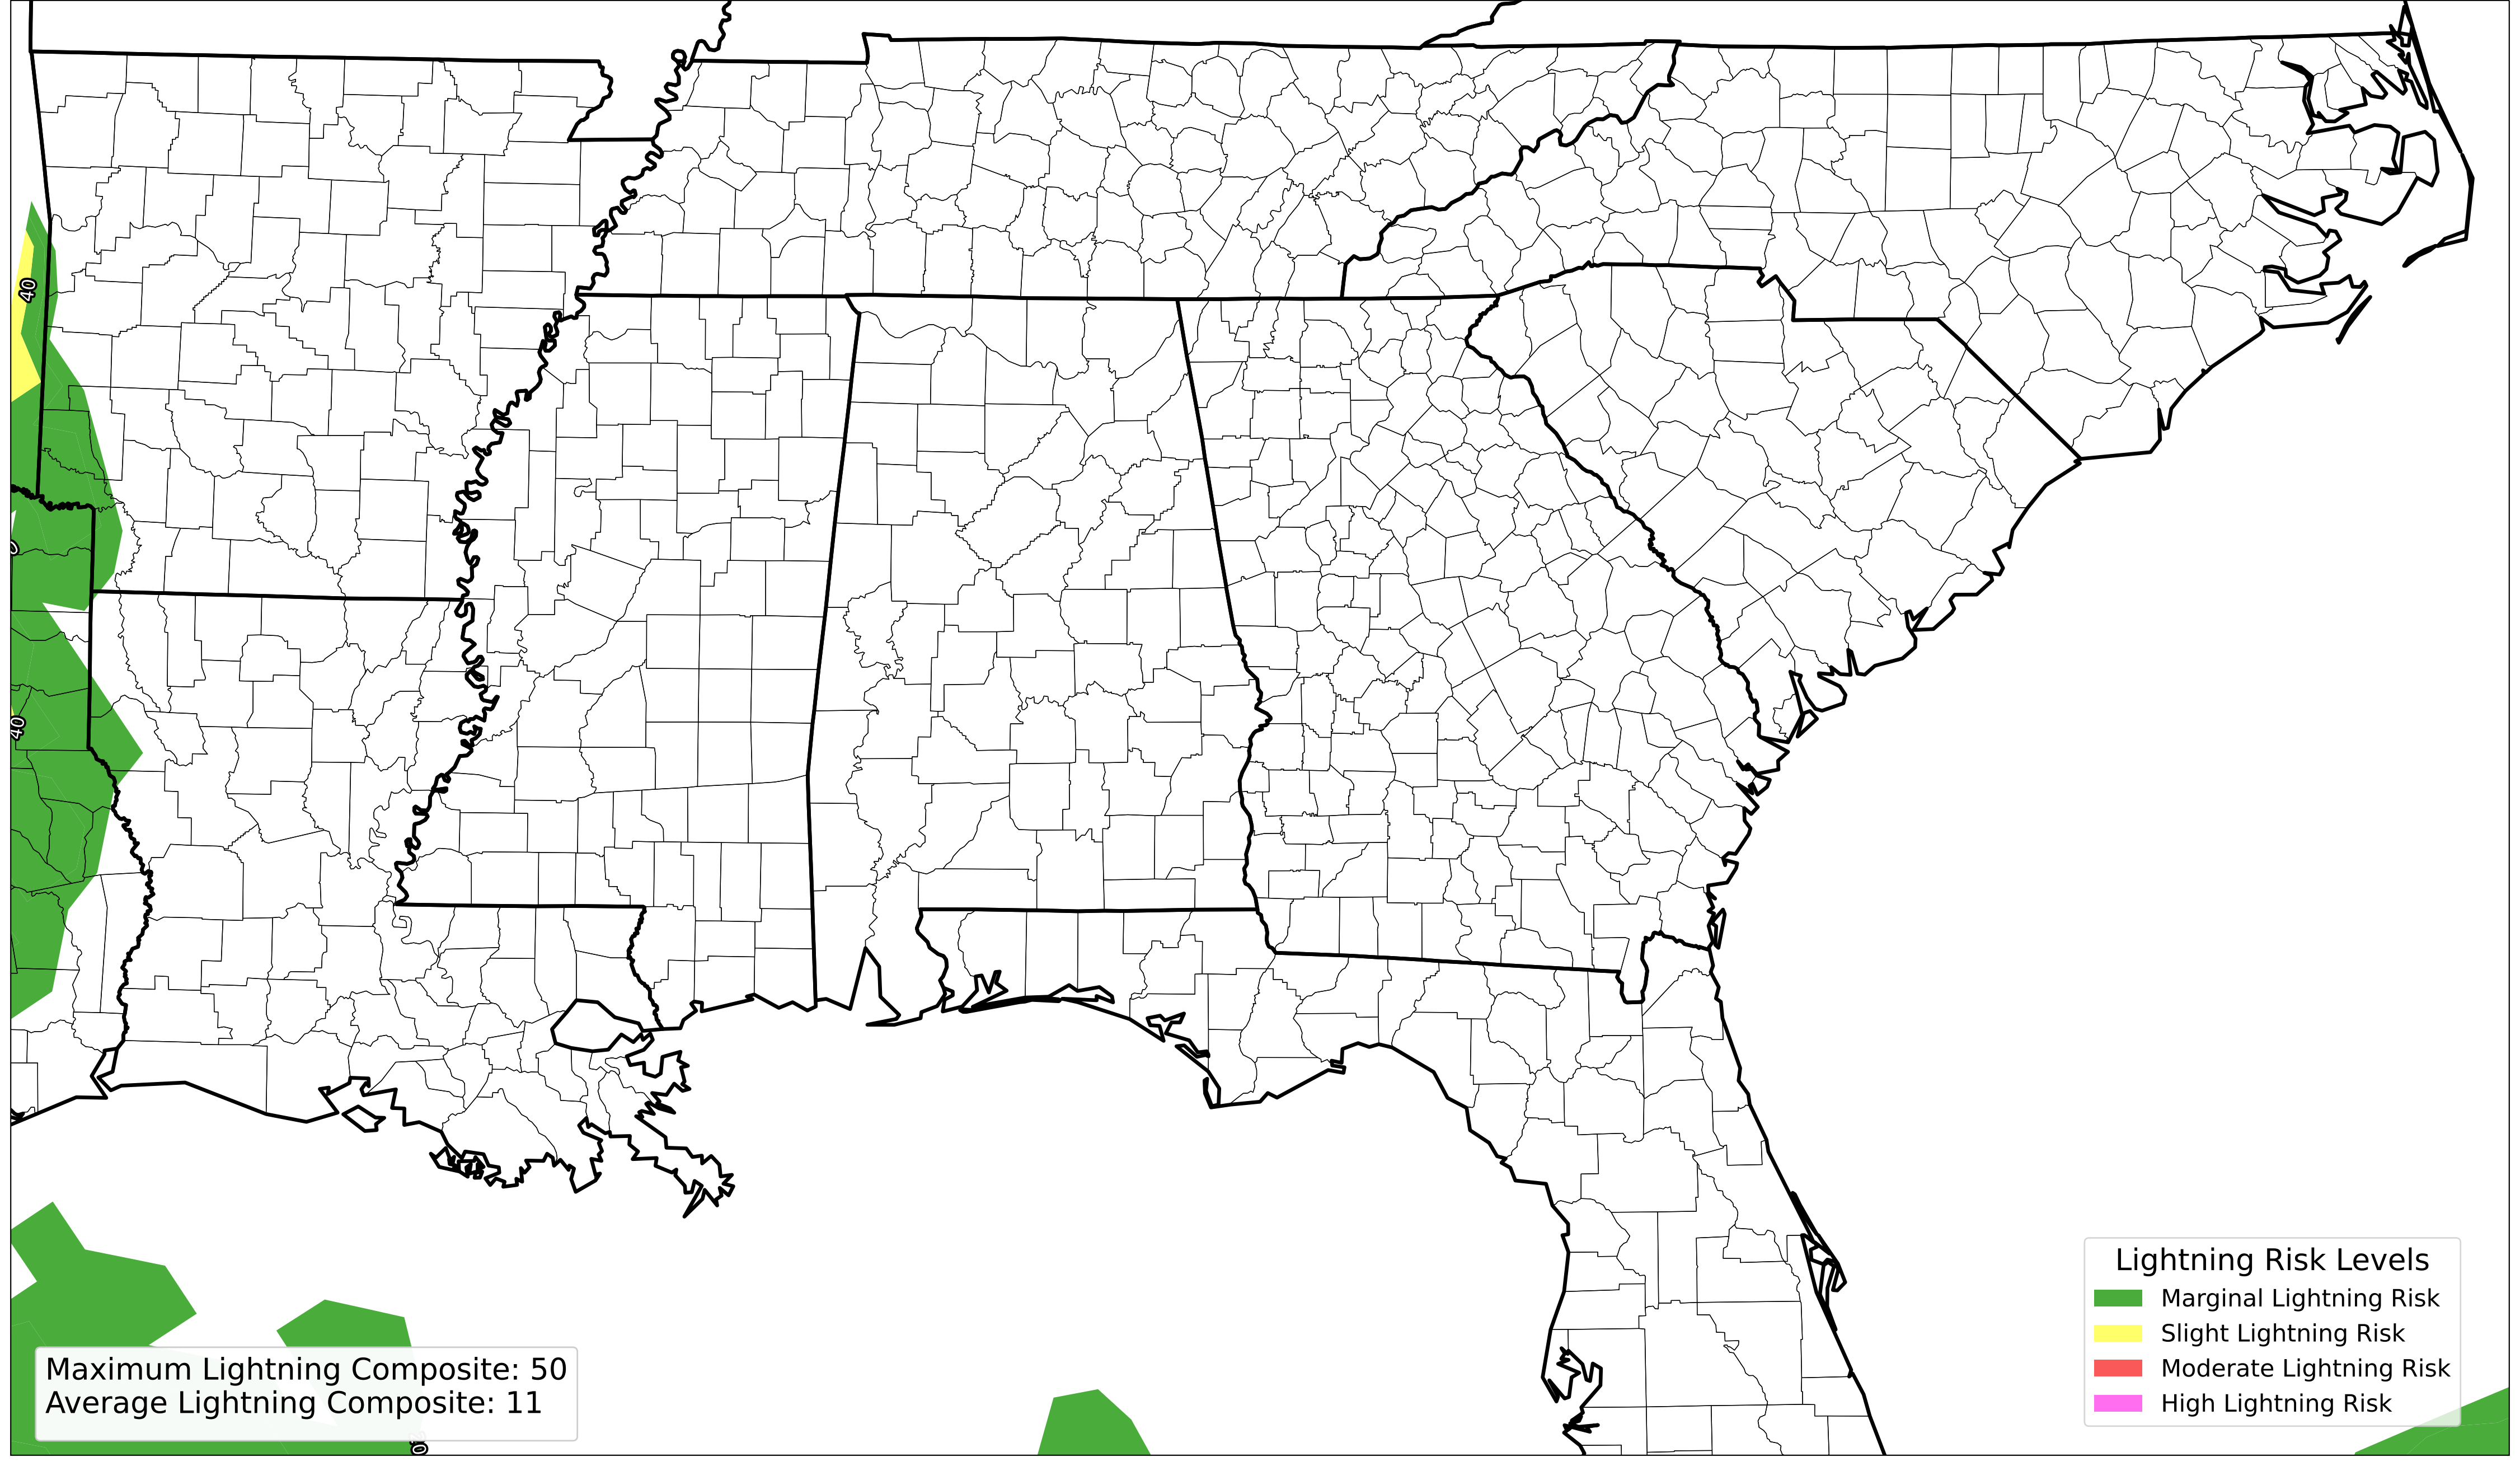 40
40
Maximum Lightning Composite: 50
Average Lightning Composite: 11
Lightning Risk Levels
Marginal Lightning Risk
Slight Lightning Risk
Moderate Lightning Risk
High Lightning Risk